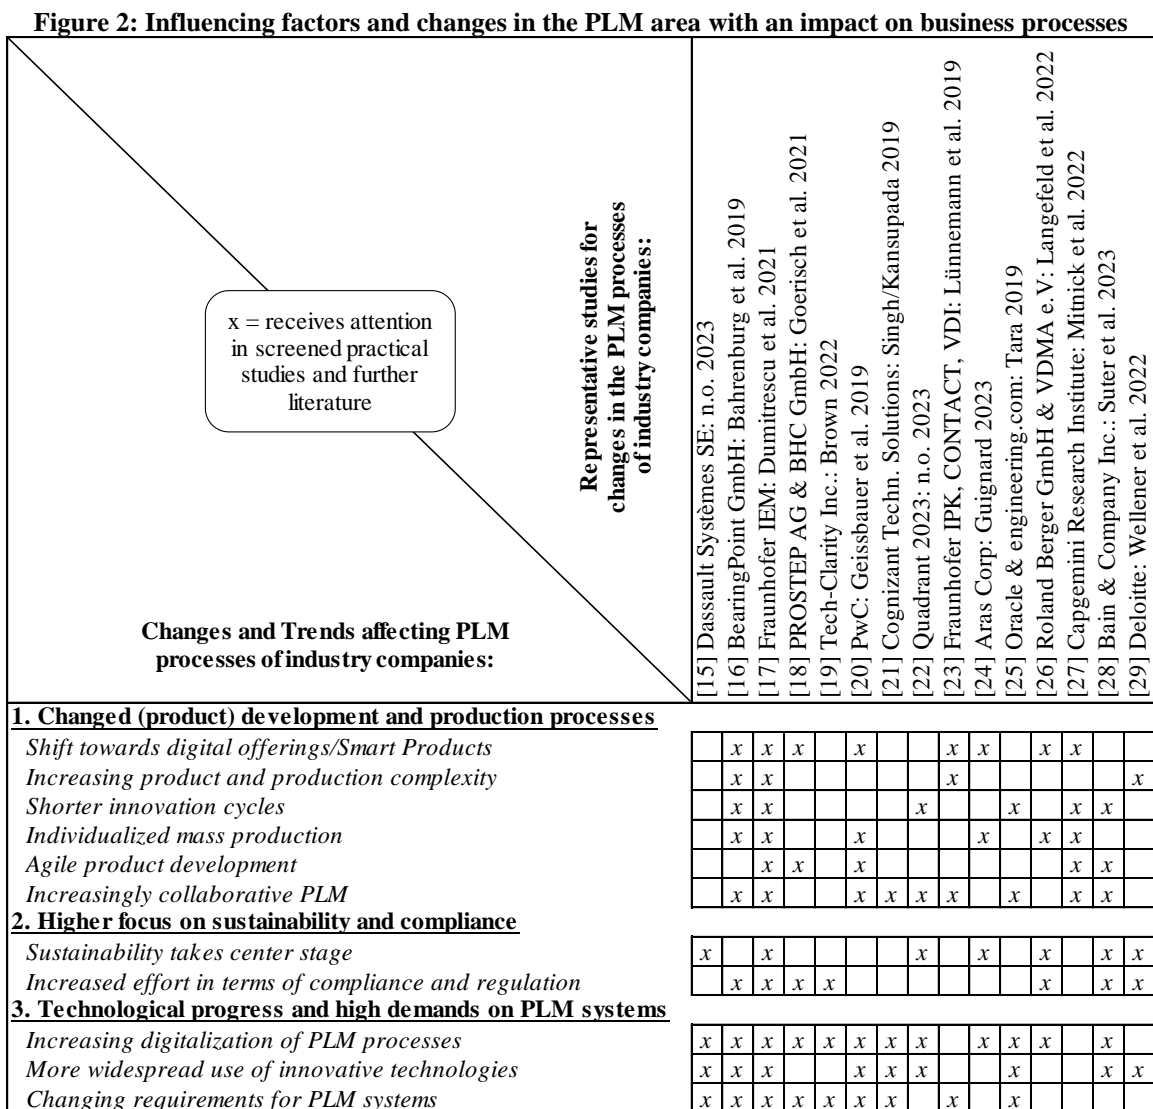 Figure 2: Influencing factors and changes in the PLM area with an impact on business processes
x = receives attention
in screened practical
studies and further
literature
Representative studies for
changes in the PLM processes
of industry companies:
Changes and Trends affecting PLM
processes of industry companies:
[15] Dassault Systèmes SE: n.o. 2023
[16] BearingPoint GmbH: Bahrenburg et al. 2019
[17] Fraunhofer IEM: Dumitrescu et al. 2021
[18] PROSTEP AG & BHC GmbH: Goerisch et al. 2021
[19] Tech-Clarity Inc.: Brown 2022
[20] PwC: Geissbauer et al. 2019
[21] Cognizant Techn. Solutions: Singh/Kansupada 2019
[22] Quadrant 2023: n.o. 2023
[23] Fraunhofer IPK, CONTACT, VDI: Lünnemann et al. 2019
[24] Aras Corp: Guignard 2023
[25] Oracle & engineering.com: Tara 2019
[26] Roland Berger GmbH & VDMA e.V: Langefeld et al. 2022
[27] Capgemini Research Institute: Mitnick et al. 2022
[28] Bain & Company Inc.: Suter et al. 2023
[29] Deloitte: Wellener et al. 2022
1. Changed (product) development and production processes
Shift towards digital offerings/Smart Products x x x x x x x x
Increasing product and production complexity x x x x
Shorter innovation cycles x x x x x x
Individualized mass production x x x x x x
Agile product development x x x x x
Increasingly collaborative PLM x x x x x x x x x
2. Higher focus on sustainability and compliance
Sustainability takes center stage x x x x x x x
Increased effort in terms of compliance and regulation x x x x x x x
3. Technological progress and high demands on PLM systems
Increasing digitalization of PLM processes x x x x x x x x x x x x
More widespread use of innovative technologies x x x x x x x x x
Changing requirements for PLM systems x x x x x x x x x